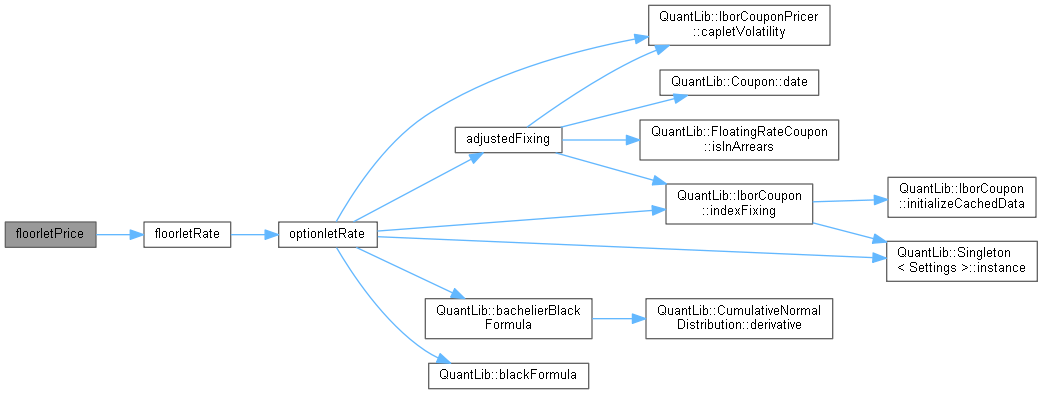 QuantLib::IborCouponPricer
::capletVolatility
QuantLib::Coupon::date
adjustedFixing
QuantLib::FloatingRateCoupon
::isInArrears
QuantLib::IborCoupon
::indexFixing
QuantLib::IborCoupon
::initializeCachedData
floorletPrice
floorletRate
optionletRate
QuantLib::Singleton
< Settings >::instance
QuantLib::bachelierBlack
Formula
QuantLib::CumulativeNormal
Distribution::derivative
QuantLib::blackFormula